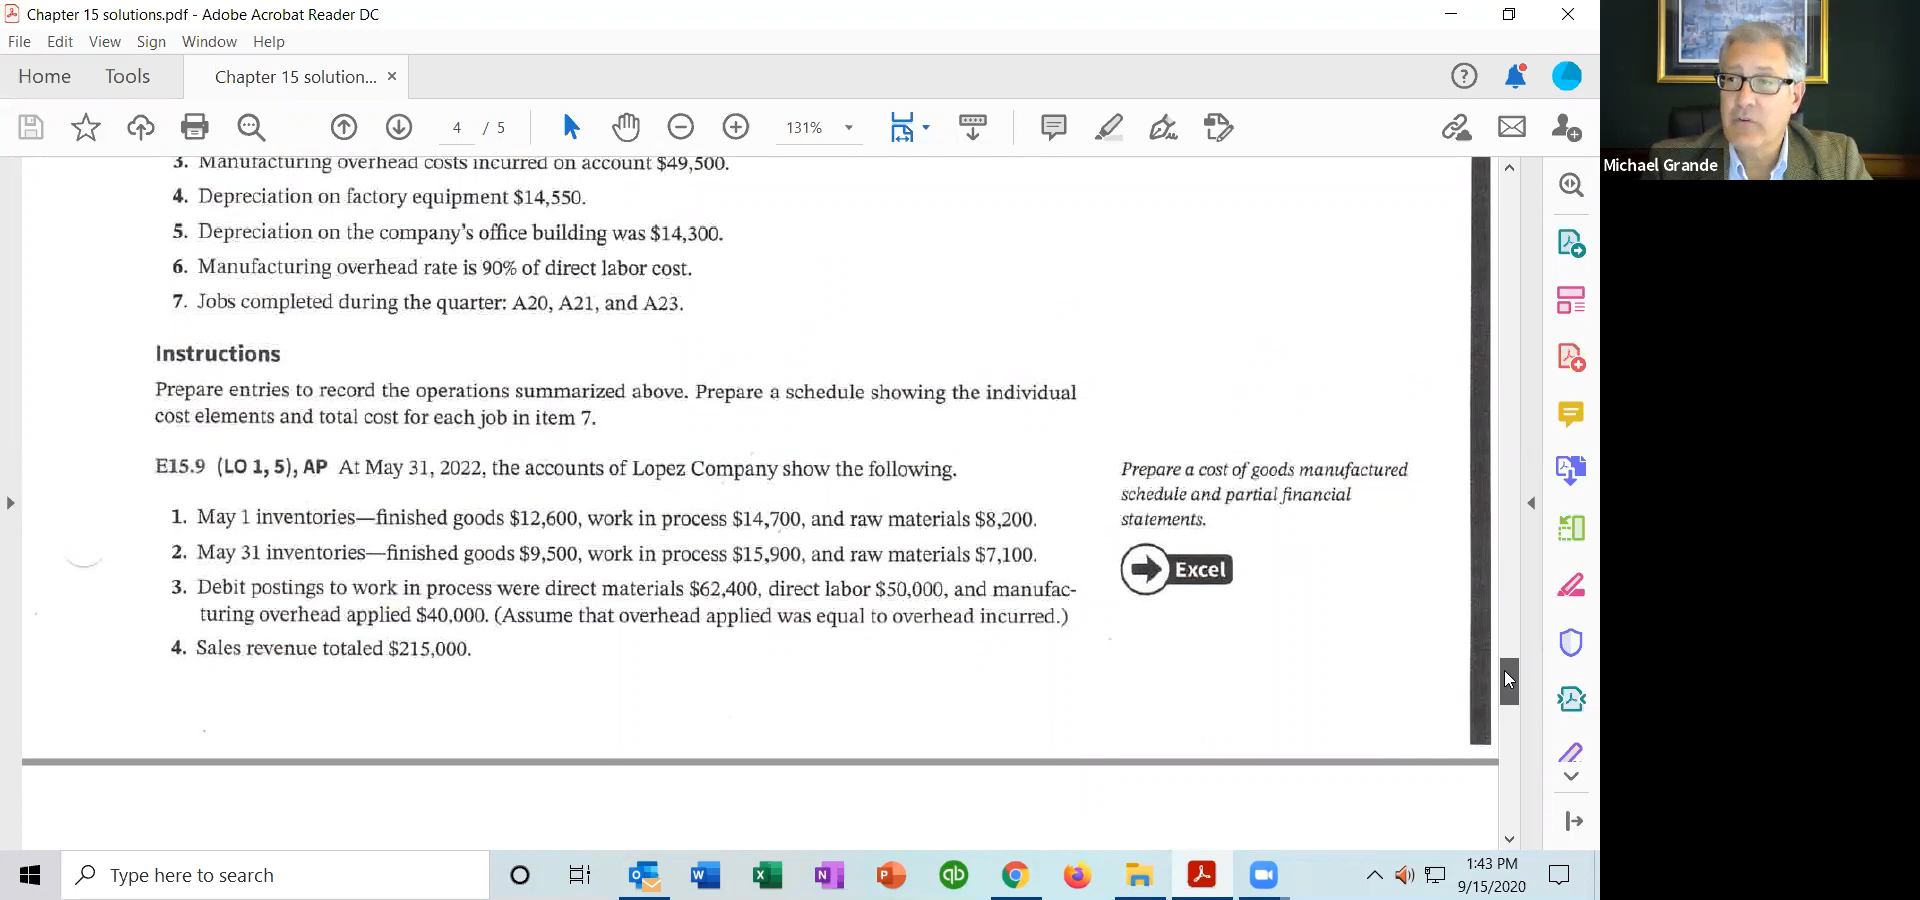 Chapter 15 solutions.pdf - Adobe Acrobat Reader DC
File Edit View Sign Window Help
Home Tools Chapter 15 solution... ×
4 / 5 131%
3. Manufacturing overhead costs incurred on account $49,500.
4. Depreciation on factory equipment $14,550.
5. Depreciation on the company's office building was $14,300.
6. Manufacturing overhead rate is 90% of direct labor cost.
7. Jobs completed during the quarter: A20, A21, and A23.
Instructions
Prepare entries to record the operations summarized above. Prepare a schedule showing the individual
cost elements and total cost for each job in item 7.
E15.9 (LO 1, 5), AP At May 31, 2022, the accounts of Lopez Company show the following.
1. May 1 inventories—finished goods $12,600, work in process $14,700, and raw materials $8,200.
2. May 31 inventories—finished goods $9,500, work in process $15,900, and raw materials $7,100.
3. Debit postings to work in process were direct materials $62,400, direct labor $50,000, and manufac-
turing overhead applied $40,000. (Assume that overhead applied was equal to overhead incurred.)
4. Sales revenue totaled $215,000.
Prepare a cost of goods manufactured
schedule and partial financial
statements.
Excel
Michael Grande
Type here to search
1:43 PM
9/15/2020